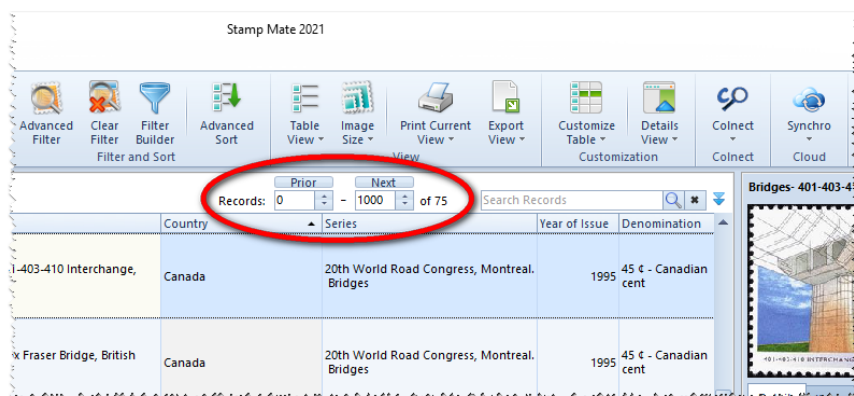 Stamp Mate 2021
Advanced Filter
Clear Filter
Filter Builder
Advanced Sort
Table View
Image Size
Print Current View
Export View
Customize Table
Details View
Colnect
Synchro
Filter and Sort
View
Customization
Colnect
Cloud
Prior
Next
Records: 0 - 1000 of 75
Search Records
Bridges- 401-403-4
Country
Series
Year of Issue
Denomination
1-403-410 Interchange,
Canada
20th World Road Congress, Montreal.
Bridges
1995
45 ¢ - Canadian
cent
x Fraser Bridge, British
Canada
20th World Road Congress, Montreal.
Bridges
1995
45 ¢ - Canadian
cent